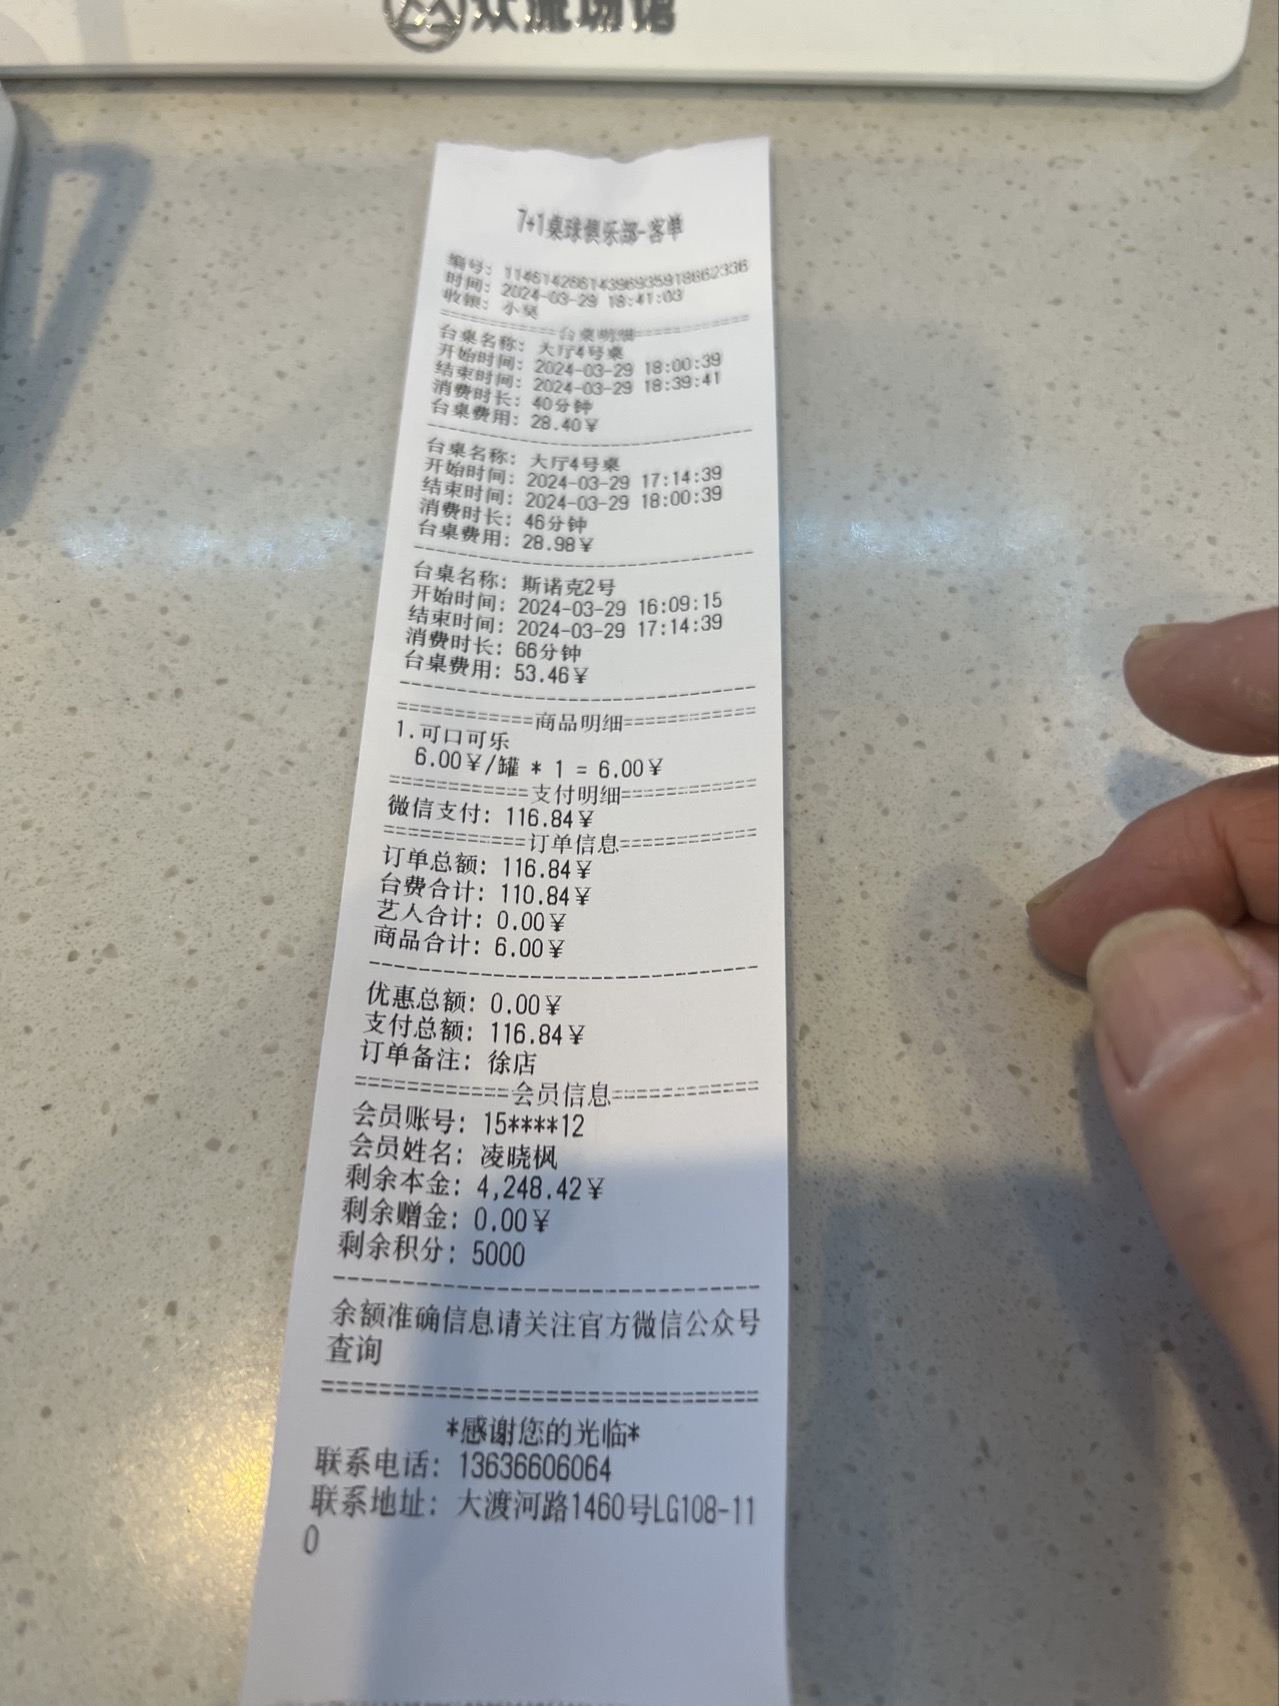 7+1桌球俱乐部-客单
时间: 2024-03-29 18:41:03
收银: 小吴
============台桌明细============
台桌名称: 大厅4号桌
开始时间: 2024-03-29 18:00:39
结束时间: 2024-03-29 18:39:41
消费时长: 40分钟
台桌费用: 28.40¥
台桌名称: 大厅4号桌
开始时间: 2024-03-29 17:14:39
结束时间: 2024-03-29 18:00:39
消费时长: 46分钟
台桌费用: 28.98¥
台桌名称: 斯诺克2号
开始时间: 2024-03-29 16:09:15
结束时间: 2024-03-29 17:14:39
消费时长: 66分钟
台桌费用: 53.46¥
============商品明细============
1.可口可乐
6.00¥/罐 * 1 = 6.00¥
============支付明细============
微信支付: 116.84¥
============订单信息============
订单总额: 116.84¥
台费合计: 110.84¥
艺人合计: 0.00¥
商品合计: 6.00¥
优惠总额: 0.00¥
支付总额: 116.84¥
订单备注: 徐店
============会员信息============
会员账号: 15****12
会员姓名: 凌晓枫
剩余本金: 4,248.42¥
剩余赠金: 0.00¥
剩余积分: 5000
余额准确信息请关注官方微信公众号
查询
*感谢您的光临*
联系电话: 13636606064
联系地址: 大渡河路1460号LG108-11
0